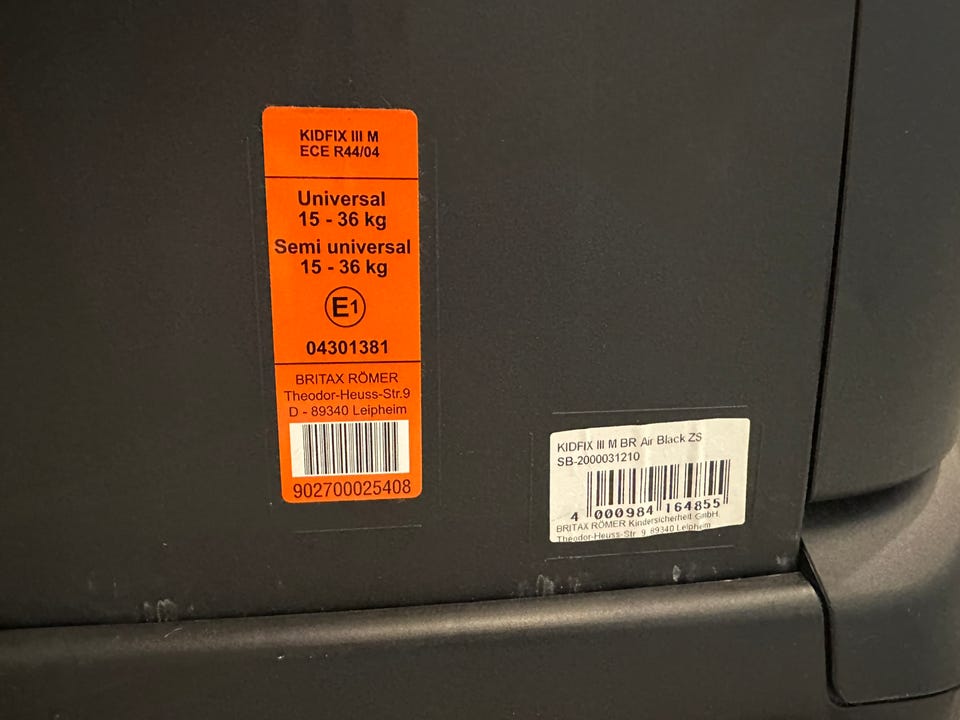 KIDFIX III M
ECE R44/04
Universal
15 - 36 kg
Semi universal
15 - 36 kg
E1
04301381
BRITAX RÖMER
Theodor-Heuss-Str.9
D - 89340 Leipheim
902700025408
KIDFIX III M BR Air Black ZS
SB-2000031210
4 000984 164855
BRITAX RÖMER Kindersicherheit GmbH,
Theodor-Heuss-Str. 9, 89340 Leipheim